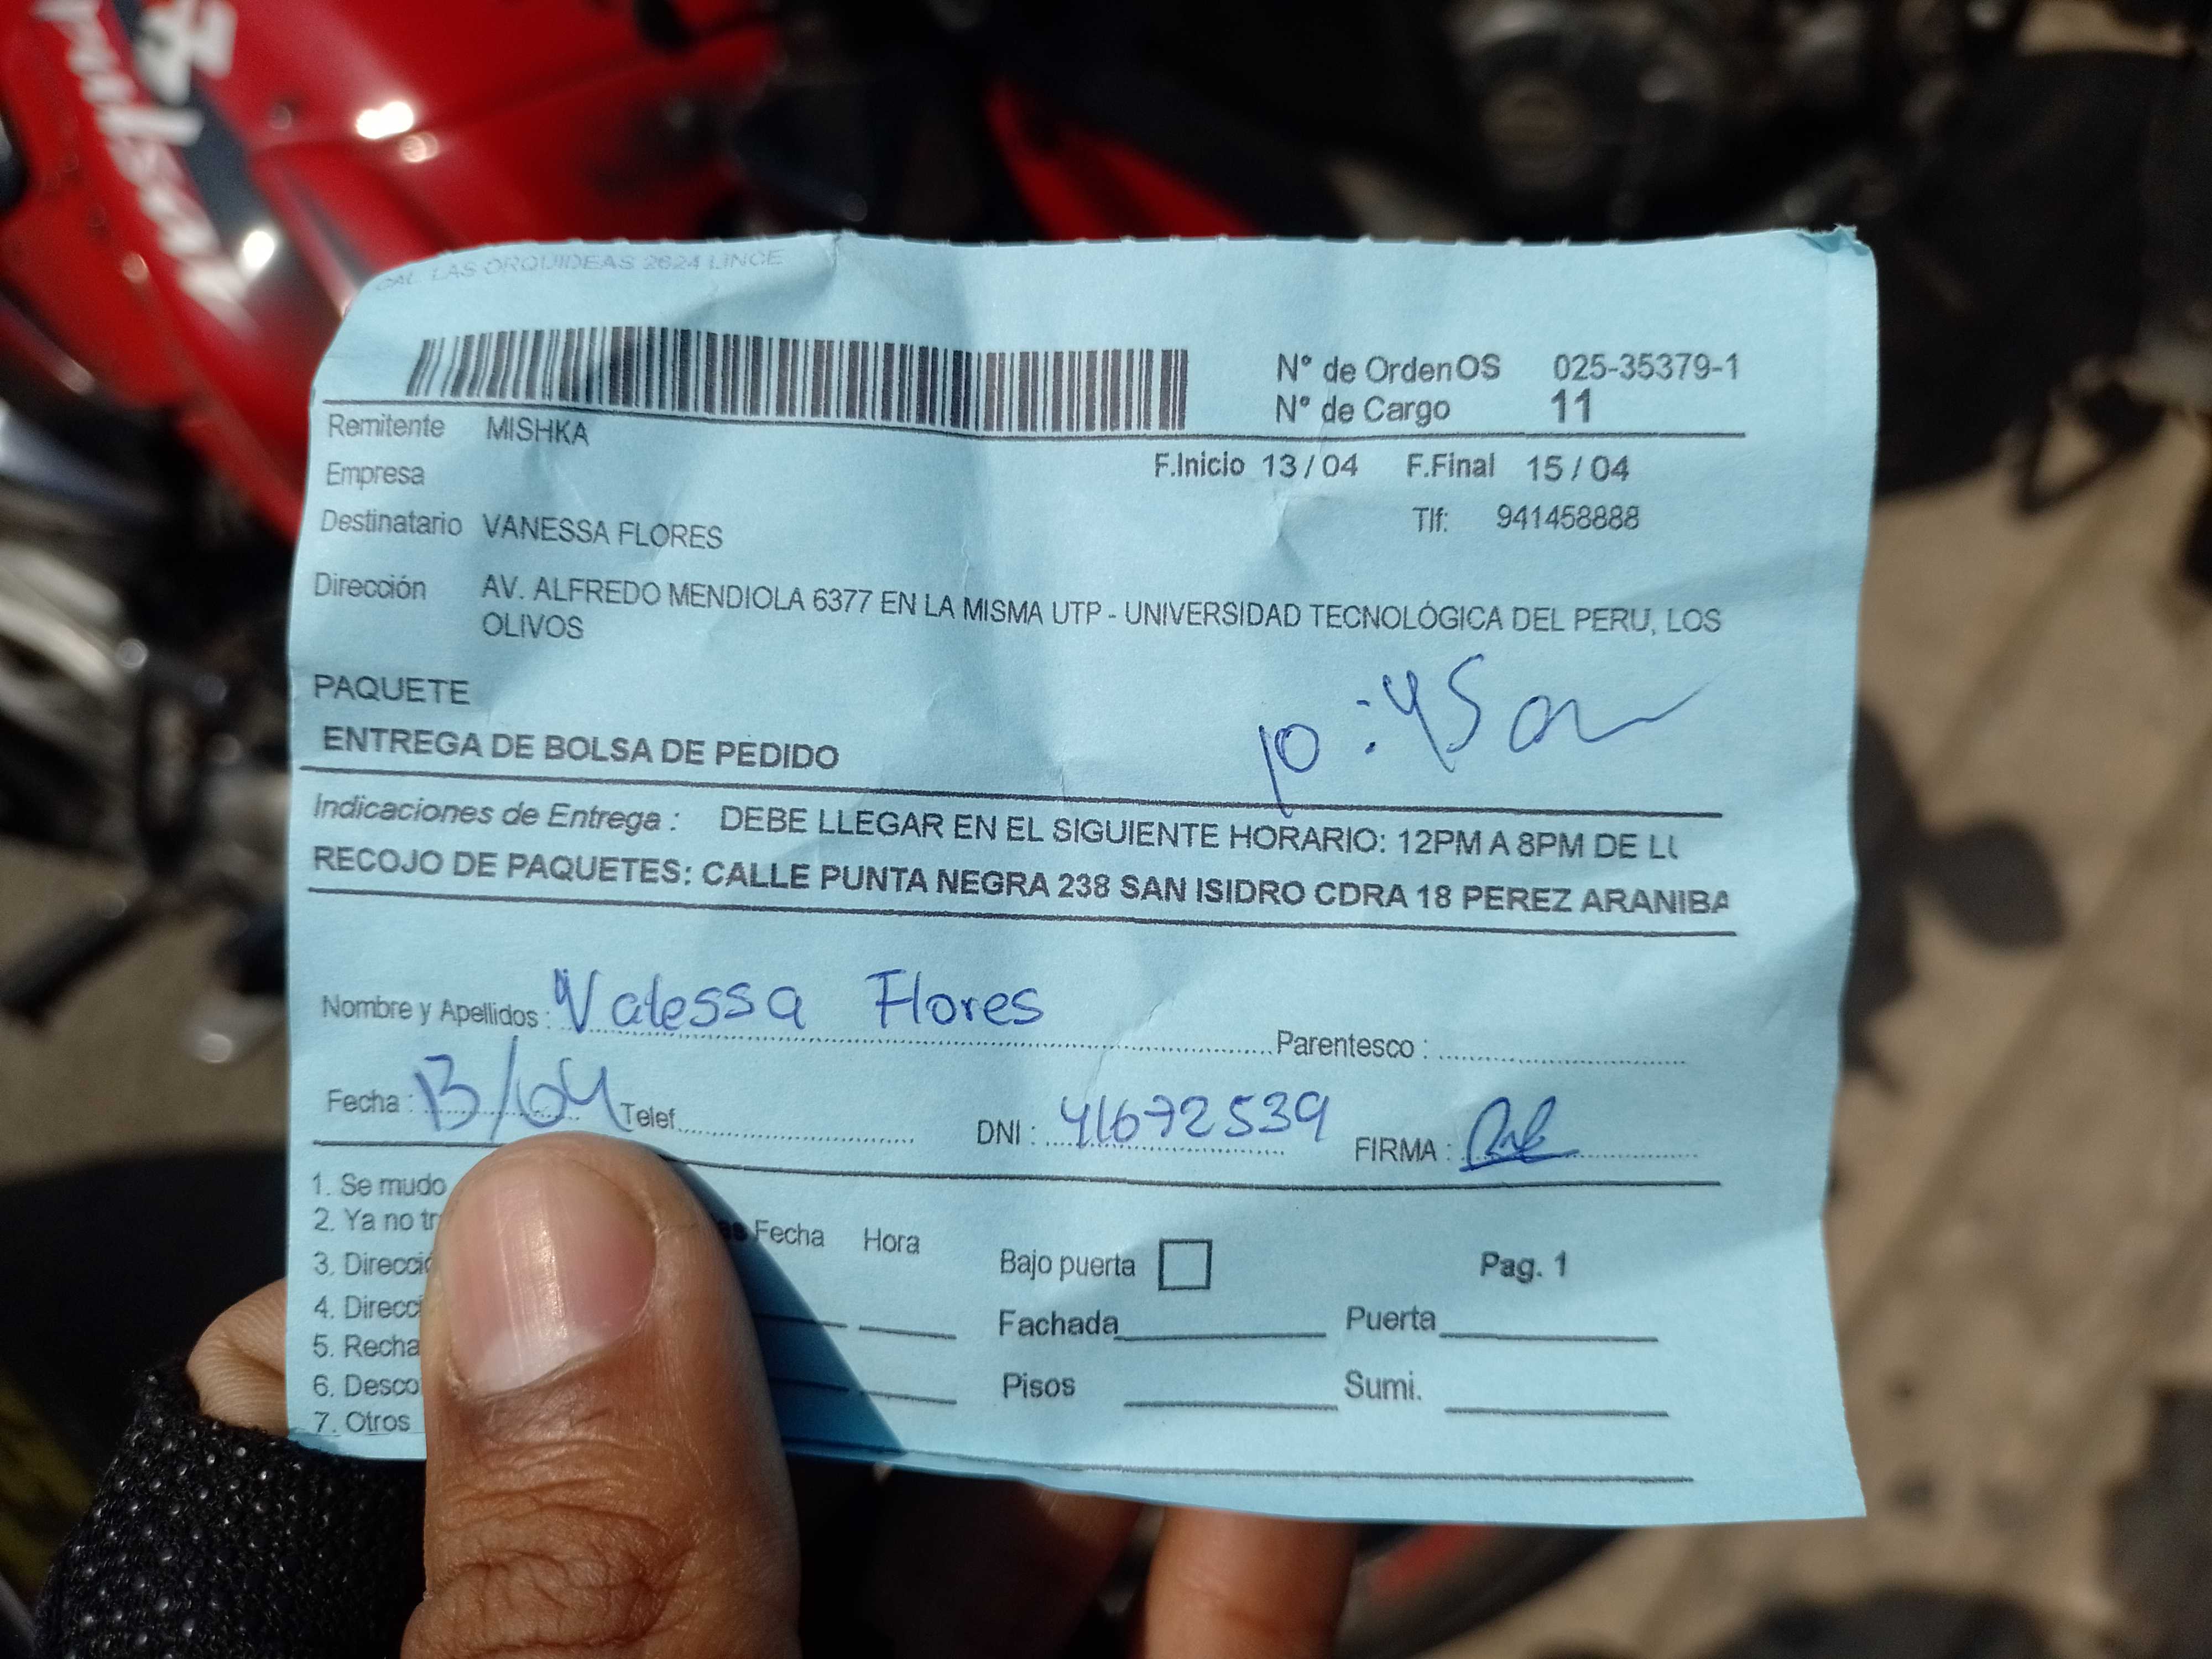 CAL. LAS ORQUIDEAS 2624 LINCE
N° de Orden OS 025-35379-1
N° de Cargo 11
Remitente MISHKA
Empresa
F.Inicio 13/04 F.Final 15/04
Destinatario VANESSA FLORES
Tlf: 941458888
Dirección AV. ALFREDO MENDIOLA 6377 EN LA MISMA UTP - UNIVERSIDAD TECNOLÓGICA DEL PERU, LOS
OLIVOS
PAQUETE
10:45 am
ENTREGA DE BOLSA DE PEDIDO
Indicaciones de Entrega : DEBE LLEGAR EN EL SIGUIENTE HORARIO: 12PM A 8PM DE LU
RECOJO DE PAQUETES: CALLE PUNTA NEGRA 238 SAN ISIDRO CDRA 18 PEREZ ARANIBA
Nombre y Apellidos : Valessa Flores Parentesco :
Fecha : 13/04 Telef. DNI : 41672539 FIRMA :
1. Se mudo
2. Ya no tr
Fecha Hora
3. Direcció
Bajo puerta Pag. 1
4. Direcci
Fachada Puerta
5. Recha
6. Desco
Pisos Sumi.
7. Otros